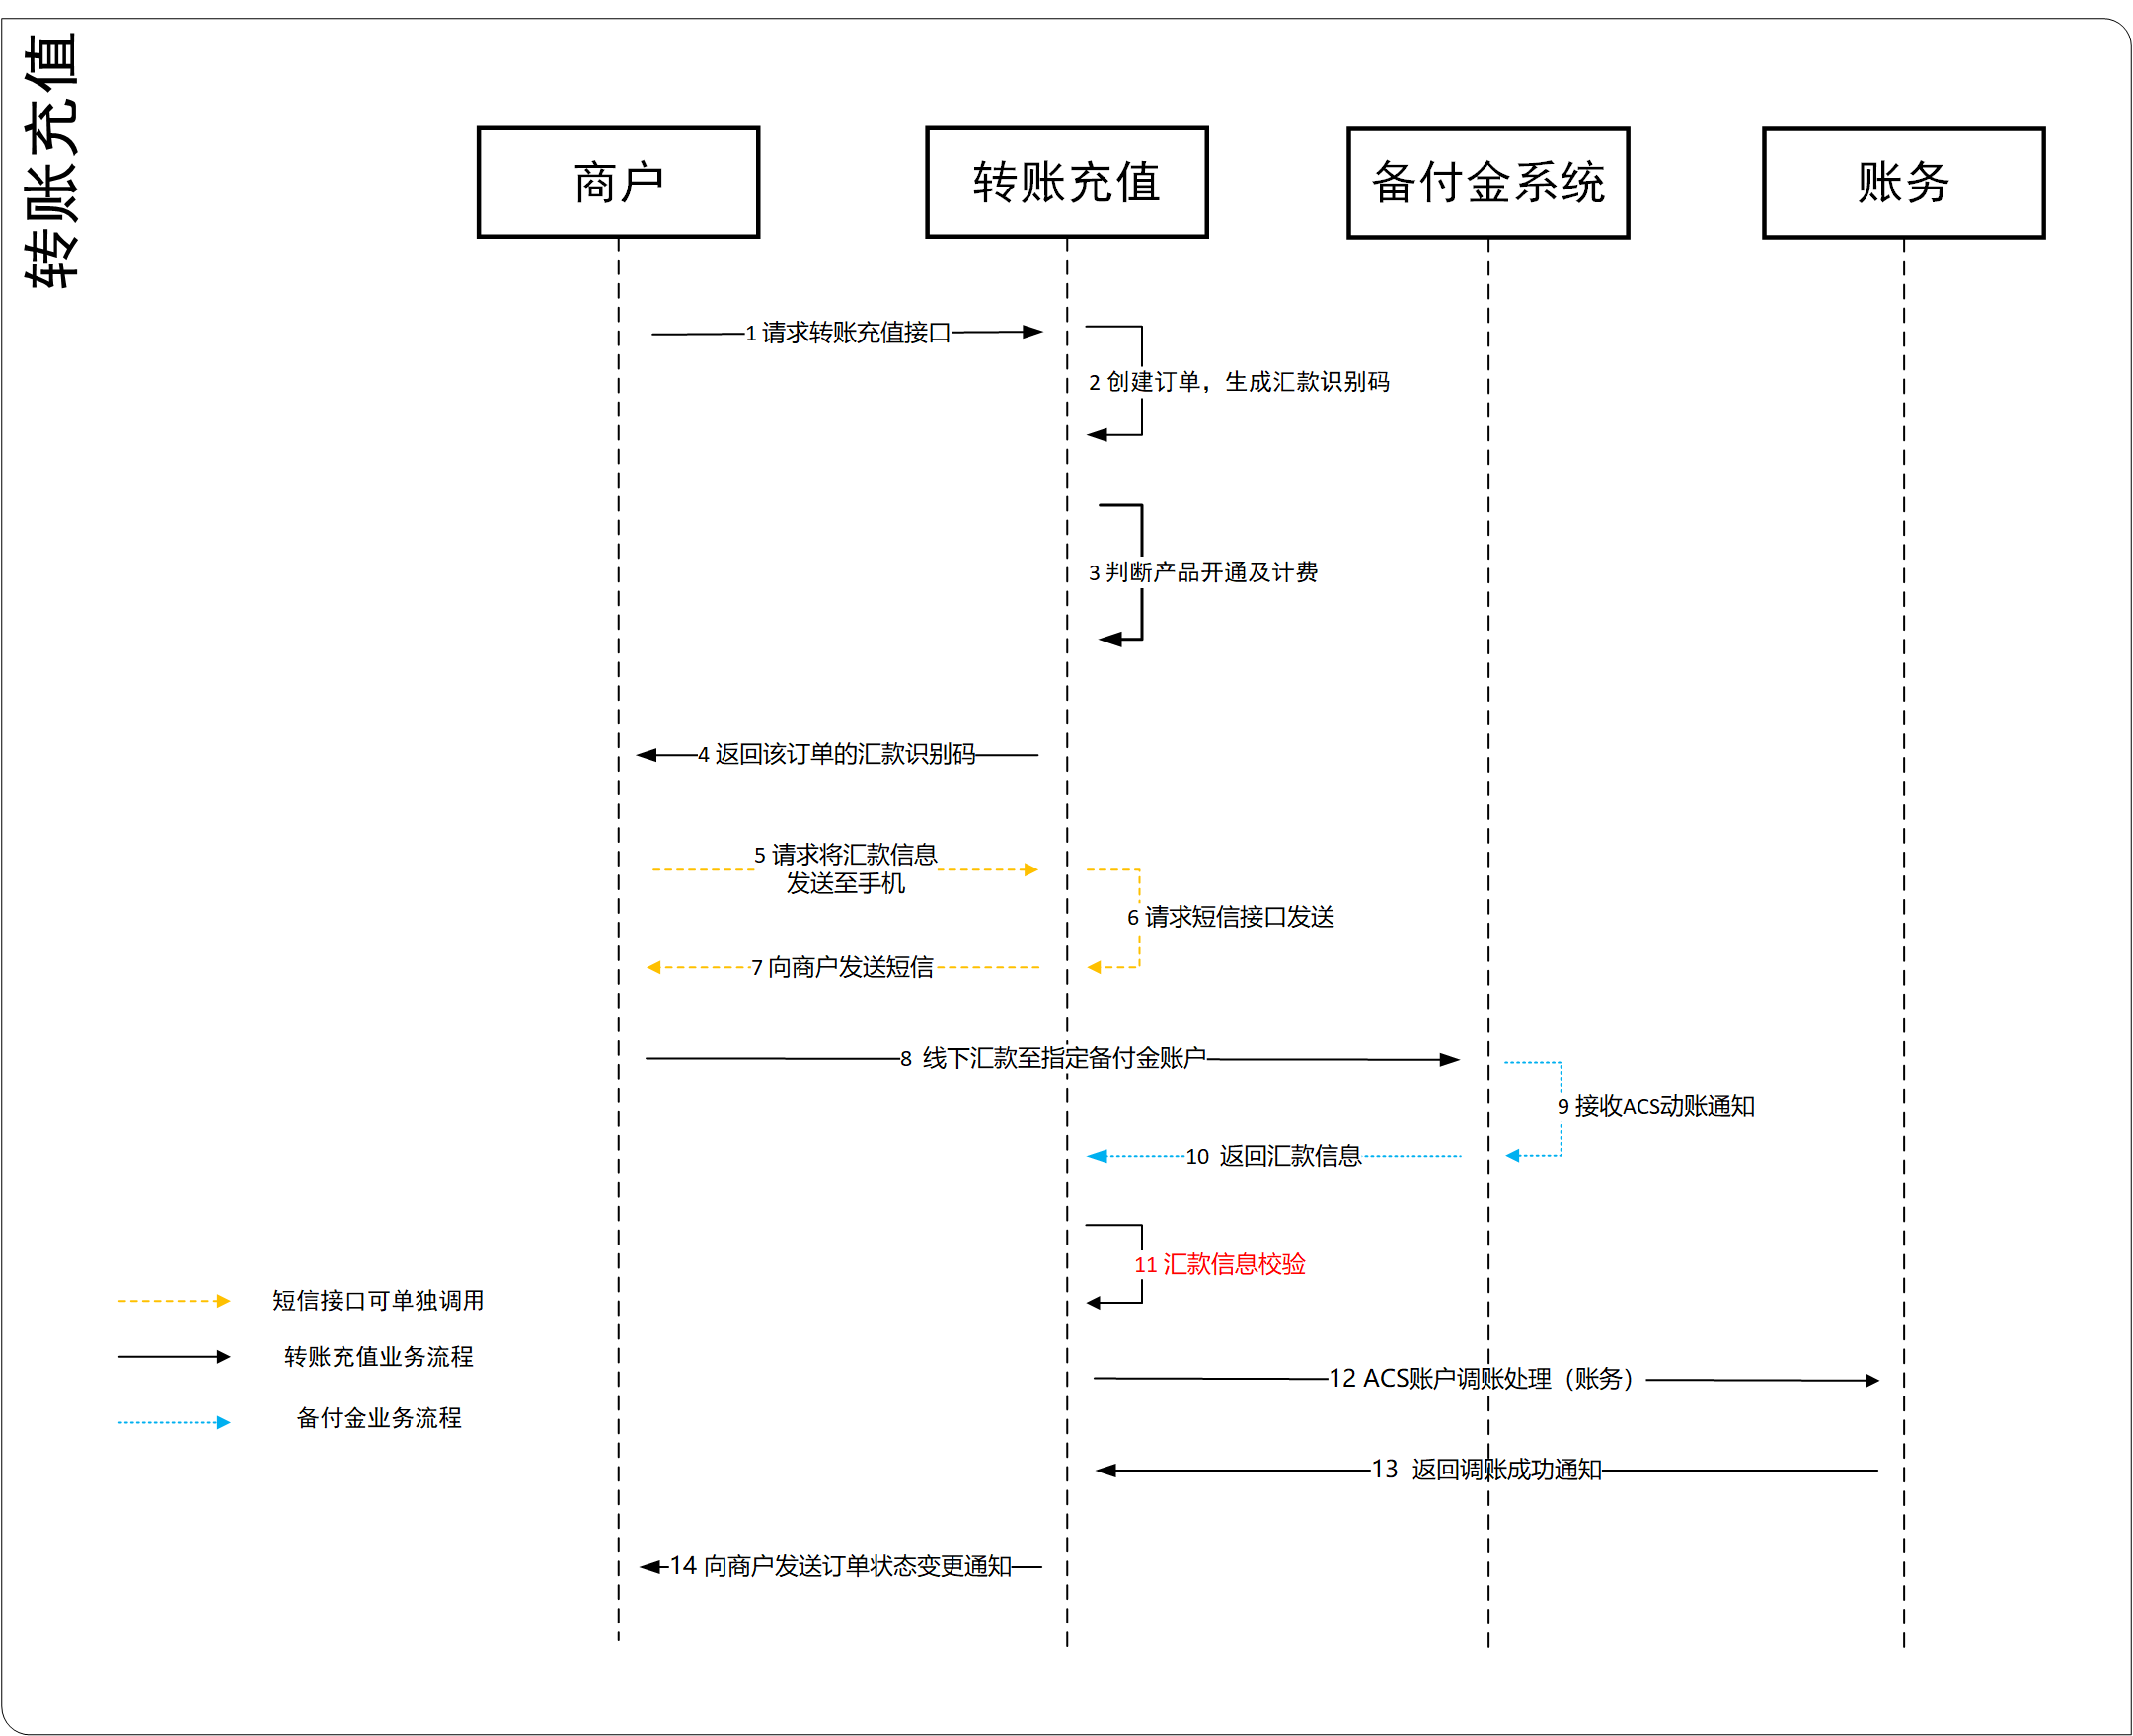 转账充值
商户
转账充值
备付金系统
账务
1 请求转账充值接口
2 创建订单，生成汇款识别码
3 判断产品开通及计费
4 返回该订单的汇款识别码
5 请求将汇款信息
发送至手机
6 请求短信接口发送
7 向商户发送短信
8 线下汇款至指定备付金账户
9 接收ACS动账通知
10 返回汇款信息
11 汇款信息校验
短信接口可单独调用
转账充值业务流程
备付金业务流程
12 ACS账户调账处理（账务）
13 返回调账成功通知
14 向商户发送订单状态变更通知